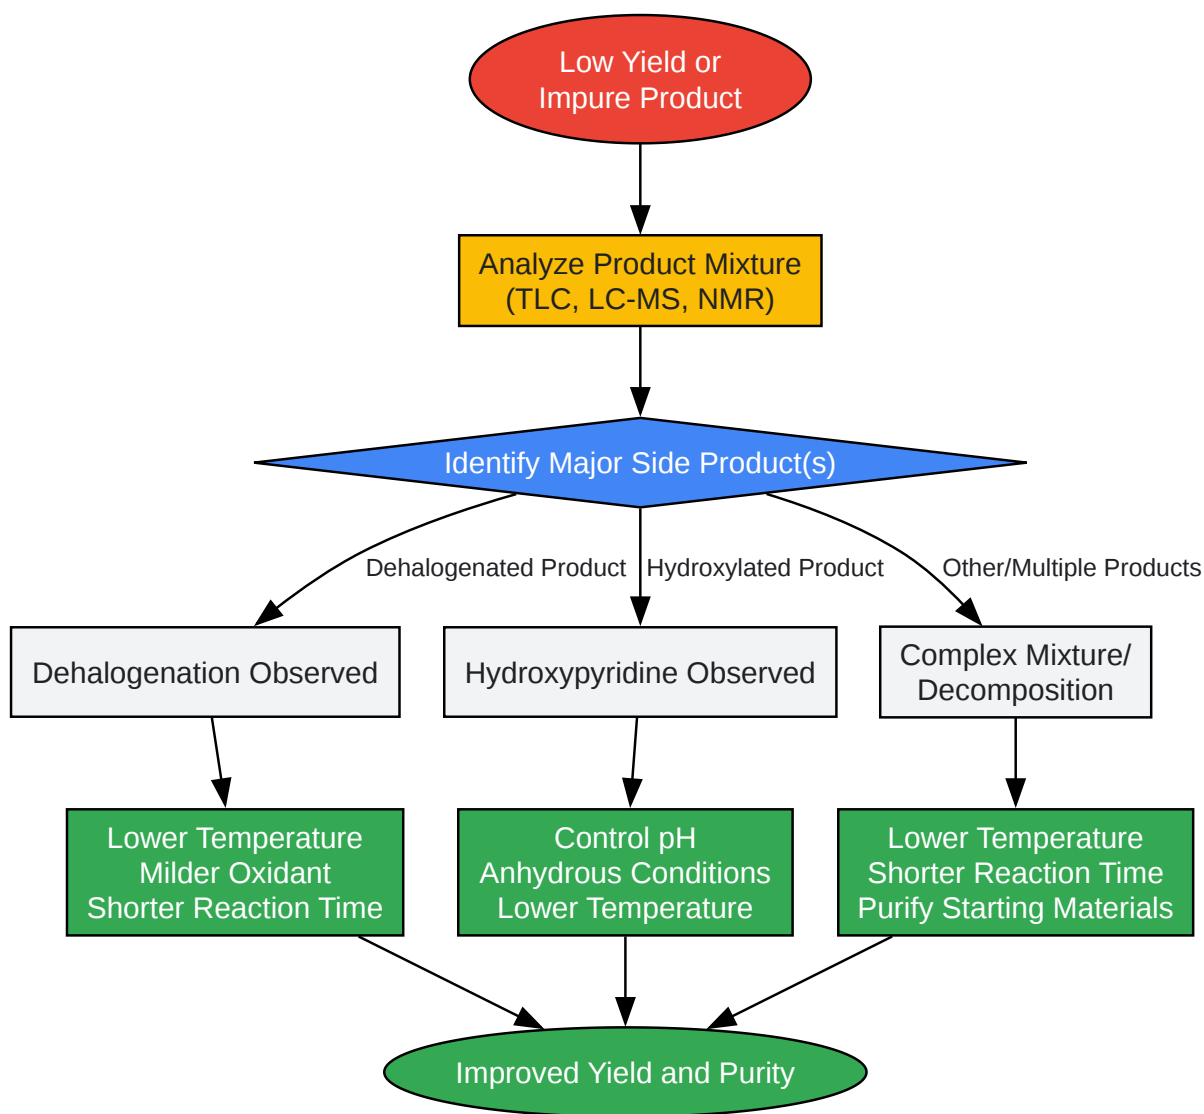 Low Yield or
Impure Product
Analyze Product Mixture
(TLC, LC-MS, NMR)
Identify Major Side Product(s)
Dehalogenated Product
Hydroxylated Product
Other/Multiple Products
Dehalogenation Observed
Hydroxypyridine Observed
Complex Mixture/
Decomposition
Lower Temperature
Milder Oxidant
Shorter Reaction Time
Control pH
Anhydrous Conditions
Lower Temperature
Lower Temperature
Shorter Reaction Time
Purify Starting Materials
Improved Yield and Purity